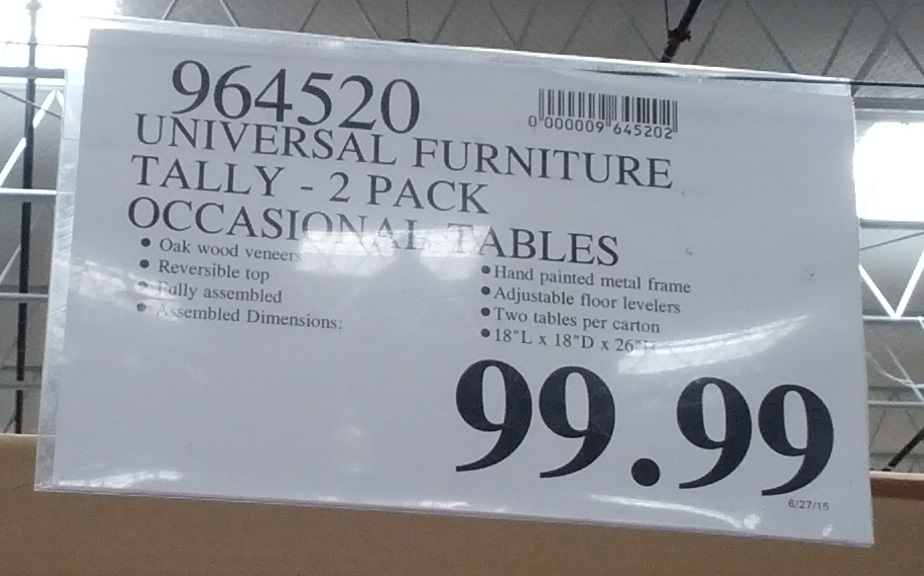 964520
0 000009 645202
UNIVERSAL FURNITURE
TALLY - 2 PACK
OCCASIONAL TABLES
• Oak wood veneers
• Reversible top
• Fully assembled
• Assembled Dimensions:
• Hand painted metal frame
• Adjustable floor levelers
• Two tables per carton
• 18"L x 18"D x 26"H
99.99
6/27/15